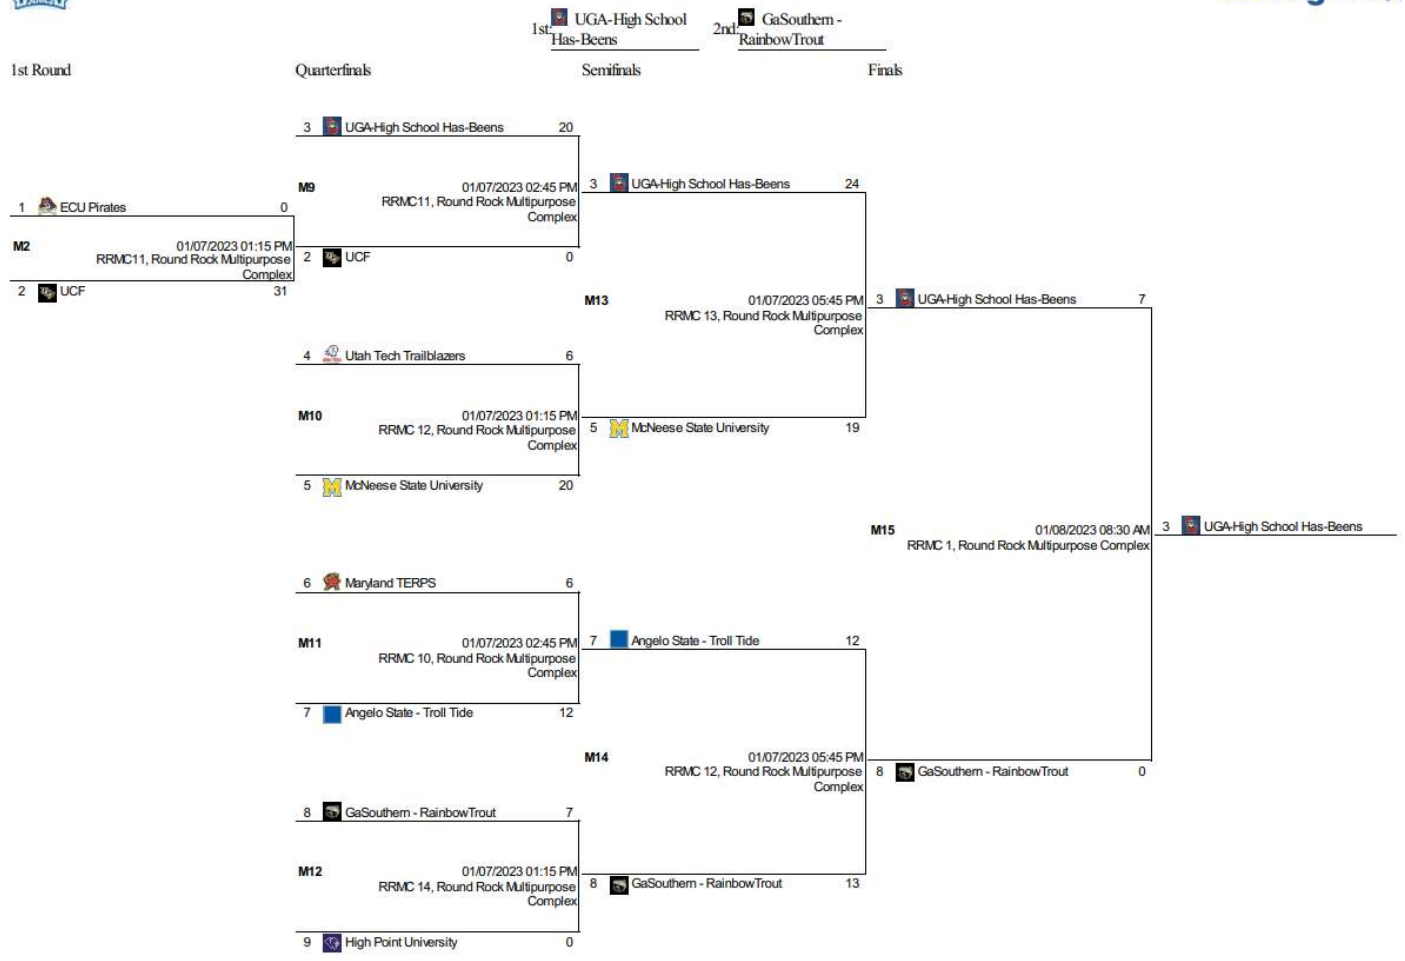 1st: UGA-High School
Has-Beens
2nd: GaSouthern -
RainbowTrout
1st Round
Quarterfinals
Semifinals
Finals
3 UGA-High School Has-Beens 20
M9 01/07/2023 02:45 PM
RRMC11, Round Rock Multipurpose
Complex
2 UCF 0
1 ECU Pirates 0
M2 01/07/2023 01:15 PM
RRMC11, Round Rock Multipurpose
Complex
2 UCF 31
3 UGA-High School Has-Beens 24
M13 01/07/2023 05:45 PM
RRMC 13, Round Rock Multipurpose
Complex
5 McNeese State University 19
4 Utah Tech Trailblazers 6
M10 01/07/2023 01:15 PM
RRMC 12, Round Rock Multipurpose
Complex
5 McNeese State University 20
3 UGA-High School Has-Beens 7
M15 01/08/2023 08:30 AM
RRMC 1, Round Rock Multipurpose Complex
8 GaSouthern - RainbowTrout 0
3 UGA-High School Has-Beens
6 Maryland TERPS 6
M11 01/07/2023 02:45 PM
RRMC 10, Round Rock Multipurpose
Complex
7 Angelo State - Troll Tide 12
7 Angelo State - Troll Tide 12
M14 01/07/2023 05:45 PM
RRMC 12, Round Rock Multipurpose
Complex
8 GaSouthern - RainbowTrout 13
8 GaSouthern - RainbowTrout 7
M12 01/07/2023 01:15 PM
RRMC 14, Round Rock Multipurpose
Complex
9 High Point University 0